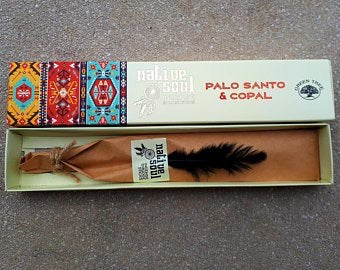 native
soul
PALO SANTO
& COPAL
GREEN TREE
native
soul